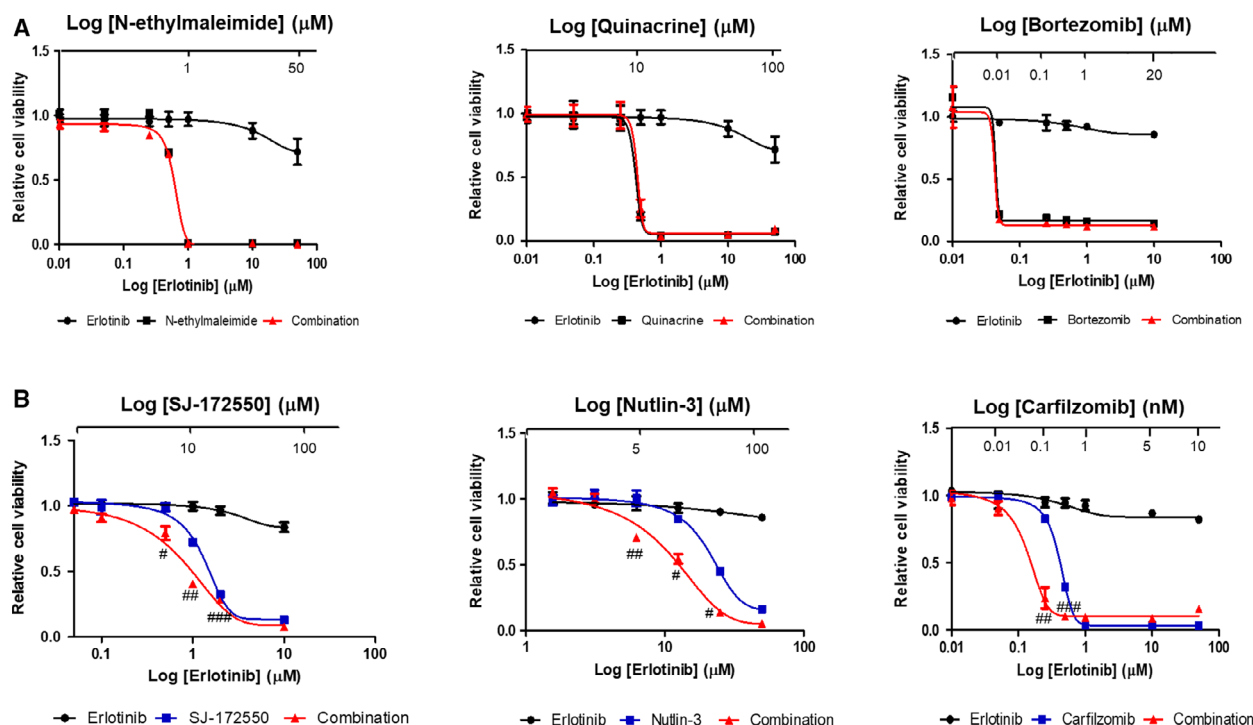 A
Log [N-ethylmaleimide] (μM)
1 50
1.5
1.0
0.5
0.0
Relative cell viability
0.01 0.1 1 10 100
Log [Erlotinib] (μM)
Erlotinib N-ethylmaleimide Combination
Log [Quinacrine] (μM)
10 100
1.5
1.0
0.5
0.0
Relative cell viability
0.01 0.1 1 10 100
Log [Erlotinib] (μM)
Erlotinib Quinacrine Combination
Log [Bortezomib] (μM)
0.01 0.1 1 20
1.5
1.0
0.5
0.0
Relative cell viability
0.01 0.1 1 10 100
Log [Erlotinib] (μM)
Erlotinib Bortezomib Combination
B
Log [SJ-172550] (μM)
10 100
1.5
1.0
0.5
0.0
Relative cell viability
#
##
###
0.1 1 10 100
Log [Erlotinib] (μM)
Erlotinib SJ-172550 Combination
Log [Nutlin-3] (μM)
5 100
1.5
1.0
0.5
0.0
Relative cell viability
##
#
#
1 10 100
Log [Erlotinib] (μM)
Erlotinib Nutlin-3 Combination
Log [Carfilzomib] (nM)
0.01 0.1 1 5 10
1.5
1.0
0.5
0.0
Relative cell viability
###
##
0.01 0.1 1 10 100
Log [Erlotinib] (μM)
Erlotinib Carfilzomib Combination